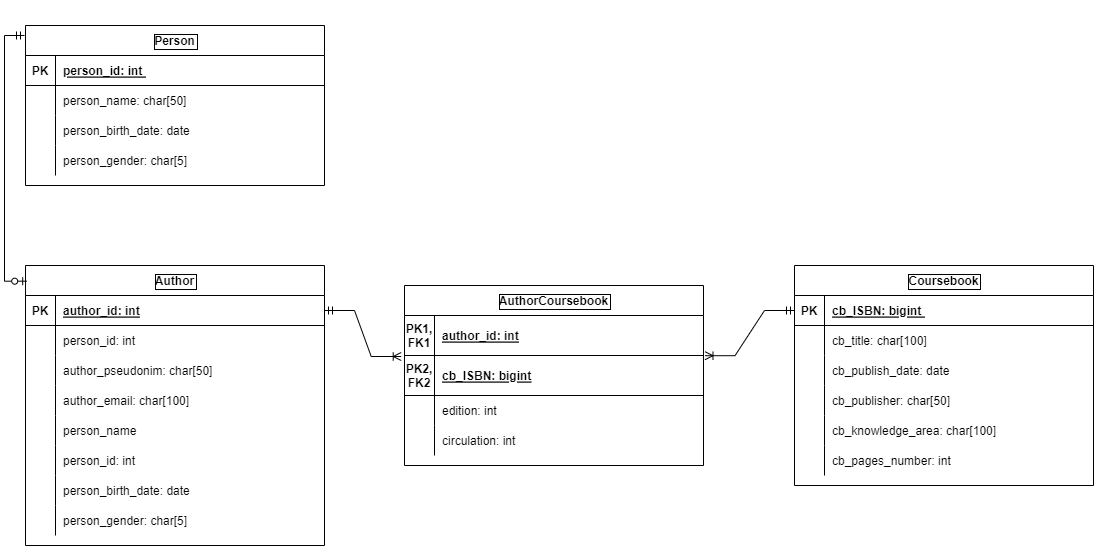 Person
PK person_id: int
person_name: char[50]
person_birth_date: date
person_gender: char[5]
Author
PK author_id: int
person_id: int
author_pseudonim: char[50]
author_email: char[100]
person_name
person_id: int
person_birth_date: date
person_gender: char[5]
AuthorCoursebook
PK1,
FK1 author_id: int
PK2,
FK2 cb_ISBN: bigint
edition: int
circulation: int
Coursebook
PK cb_ISBN: bigint
cb_title: char[100]
cb_publish_date: date
cb_publisher: char[50]
cb_knowledge_area: char[100]
cb_pages_number: int